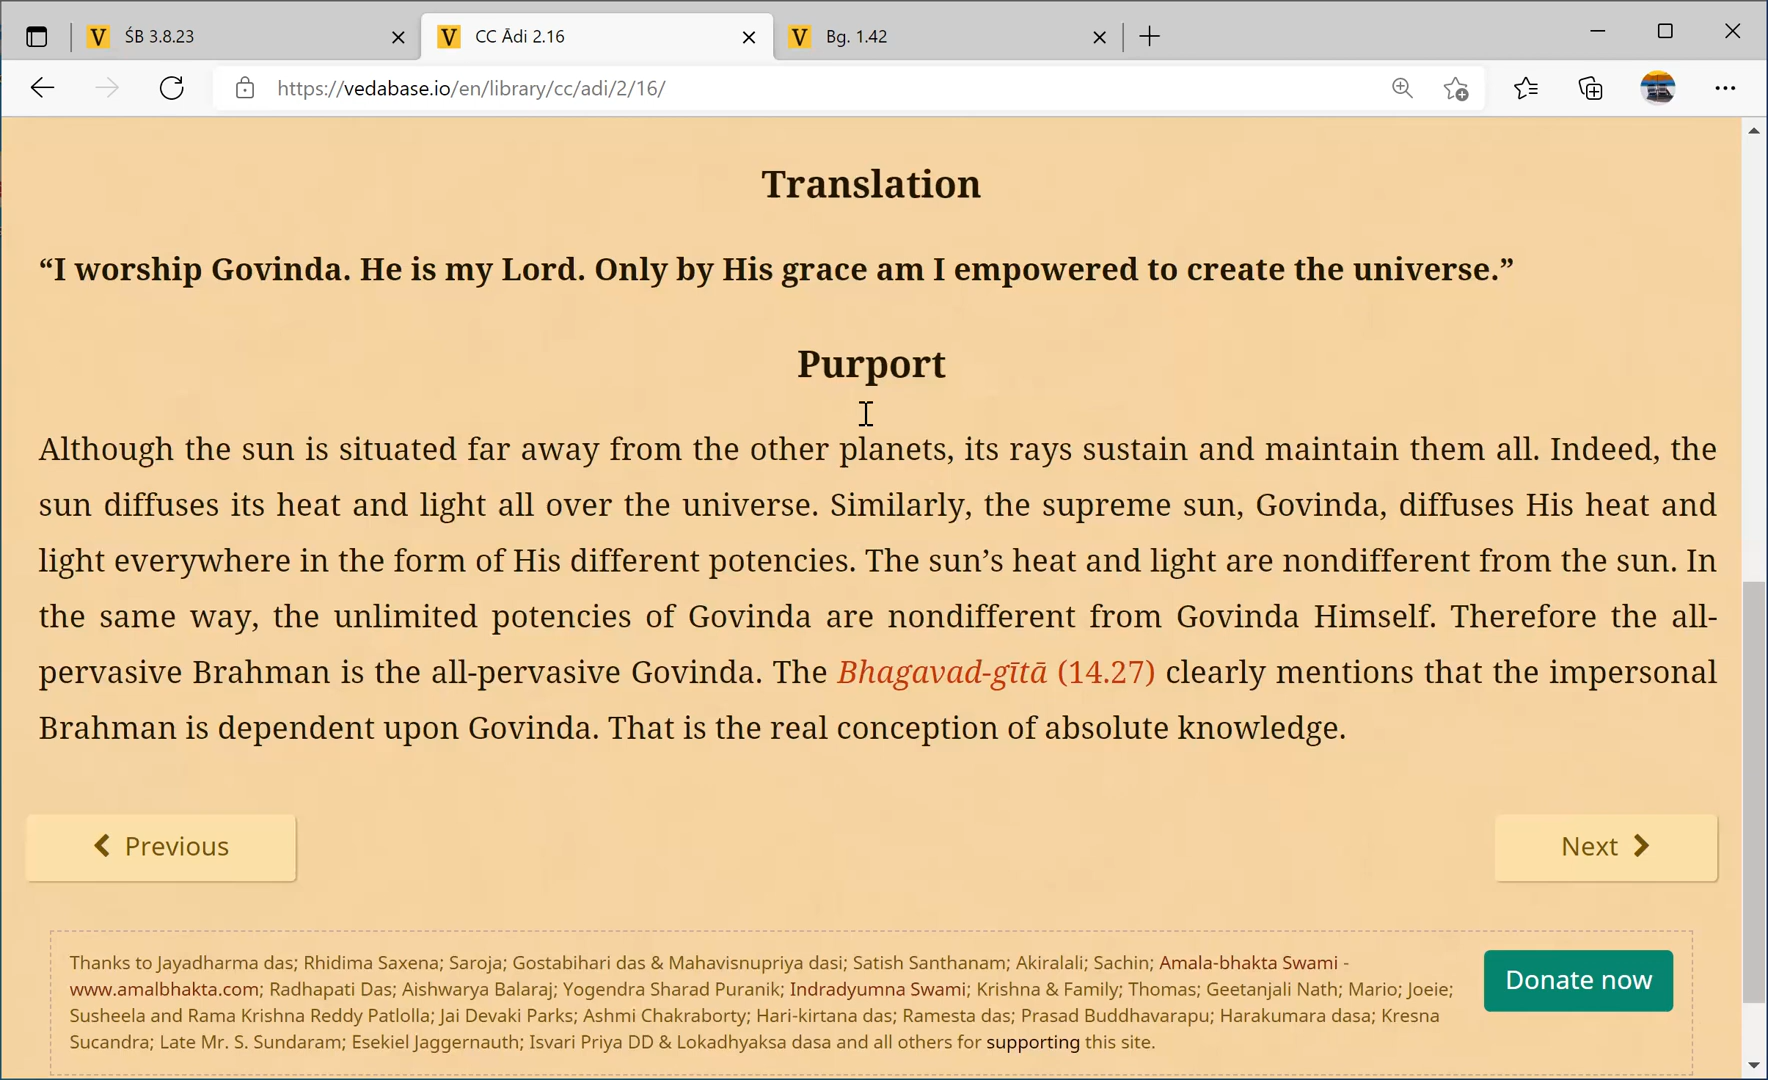 ŚB 3.8.23
CC Ādi 2.16
Bg. 1.42
https://vedabase.io/en/library/cc/adi/2/16/
Translation
“I worship Govinda. He is my Lord. Only by His grace am I empowered to create the universe.”
Purport
Although the sun is situated far away from the other planets, its rays sustain and maintain them all. Indeed, the
sun diffuses its heat and light all over the universe. Similarly, the supreme sun, Govinda, diffuses His heat and
light everywhere in the form of His different potencies. The sun’s heat and light are nondifferent from the sun. In
the same way, the unlimited potencies of Govinda are nondifferent from Govinda Himself. Therefore the all-
pervasive Brahman is the all-pervasive Govinda. The Bhagavad-gītā (14.27) clearly mentions that the impersonal
Brahman is dependent upon Govinda. That is the real conception of absolute knowledge.
Previous
Next
Thanks to Jayadharma das; Rhidima Saxena; Saroja; Gostabihari das & Mahavisnupriya dasi; Satish Santhanam; Akiralali; Sachin; Amala-bhakta Swami -
www.amalbhakta.com; Radhapati Das; Aishwarya Balaraj; Yogendra Sharad Puranik; Indradyumna Swami; Krishna & Family; Thomas; Geetanjali Nath; Mario; Joeie;
Susheela and Rama Krishna Reddy Patlolla; Jai Devaki Parks; Ashmi Chakraborty; Hari-kirtana das; Ramesta das; Prasad Buddhavarapu; Harakumara dasa; Kresna
Sucandra; Late Mr. S. Sundaram; Esekiel Jaggernauth; Isvari Priya DD & Lokadhyaksa dasa and all others for supporting this site.
Donate now